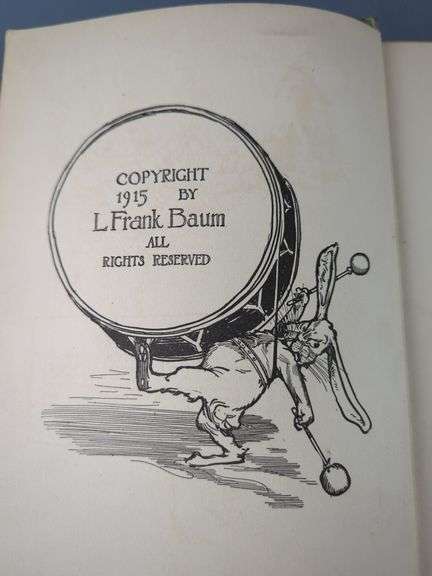 COPYRIGHT
1915 BY
L FRANK BAUM
ALL
RIGHTS RESERVED